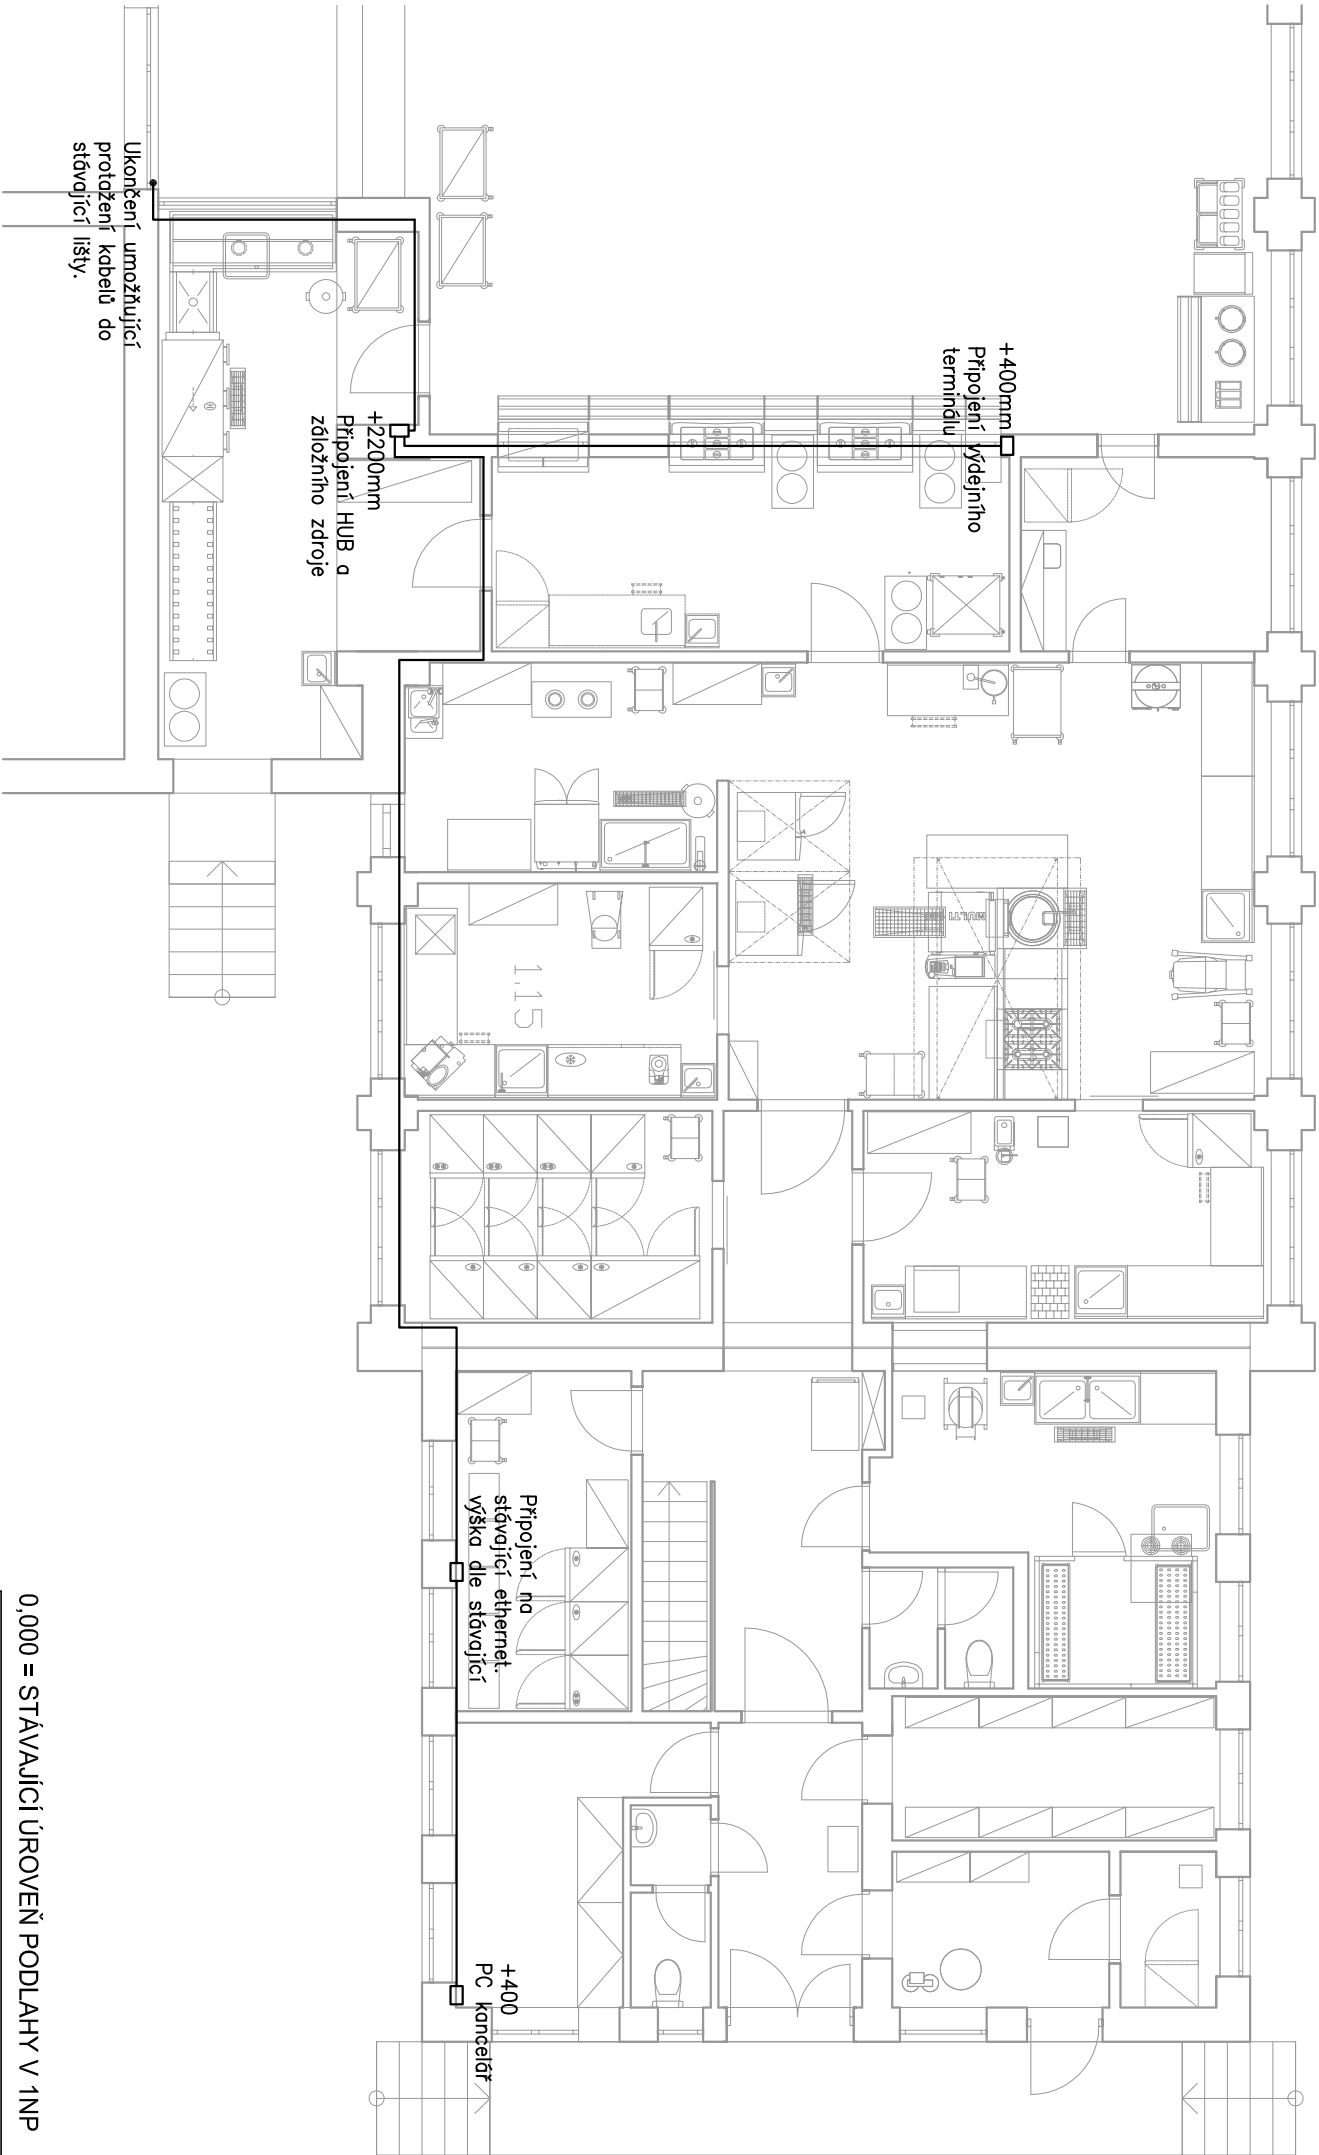 +400mm
Připojení výdejního
terminálu
+2200mm
Připojení HUB a
záložního zdroje
Ukončení umožňující
protažení kabelů do
stávající lišty.
MULTI
1.15
Připojení na
stávající ethernet.
výška dle stávající
+400
PC kancelář
0,000 = STÁVAJÍCÍ ÚROVEŇ PODLAHY V 1NP